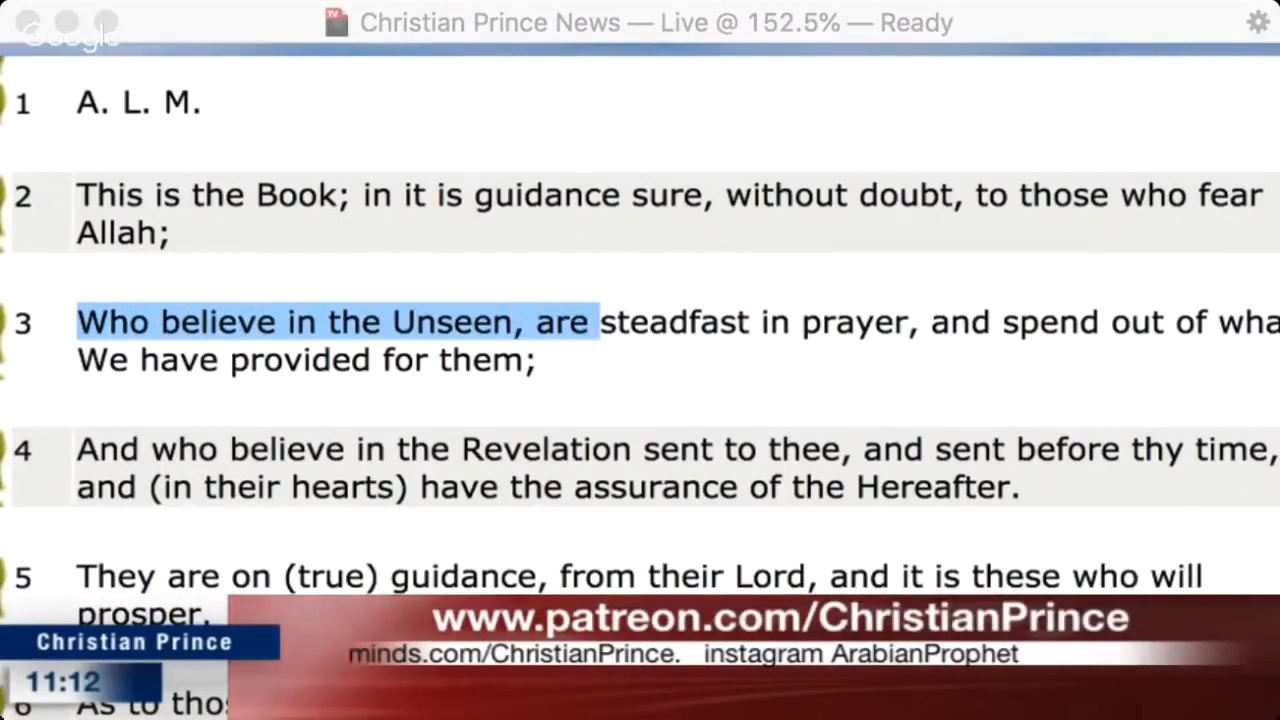 Christian Prince News — Live @ 152.5% — Ready
Google
1 A. L. M.
2 This is the Book; in it is guidance sure, without doubt, to those who fear
Allah;
3 Who believe in the Unseen, are steadfast in prayer, and spend out of wha
We have provided for them;
4 And who believe in the Revelation sent to thee, and sent before thy time,
and (in their hearts) have the assurance of the Hereafter.
5 They are on (true) guidance, from their Lord, and it is these who will
prosper.
www.patreon.com/ChristianPrince
Christian Prince
minds.com/ChristianPrince. instagram ArabianProphet
11:12
6 As to tho